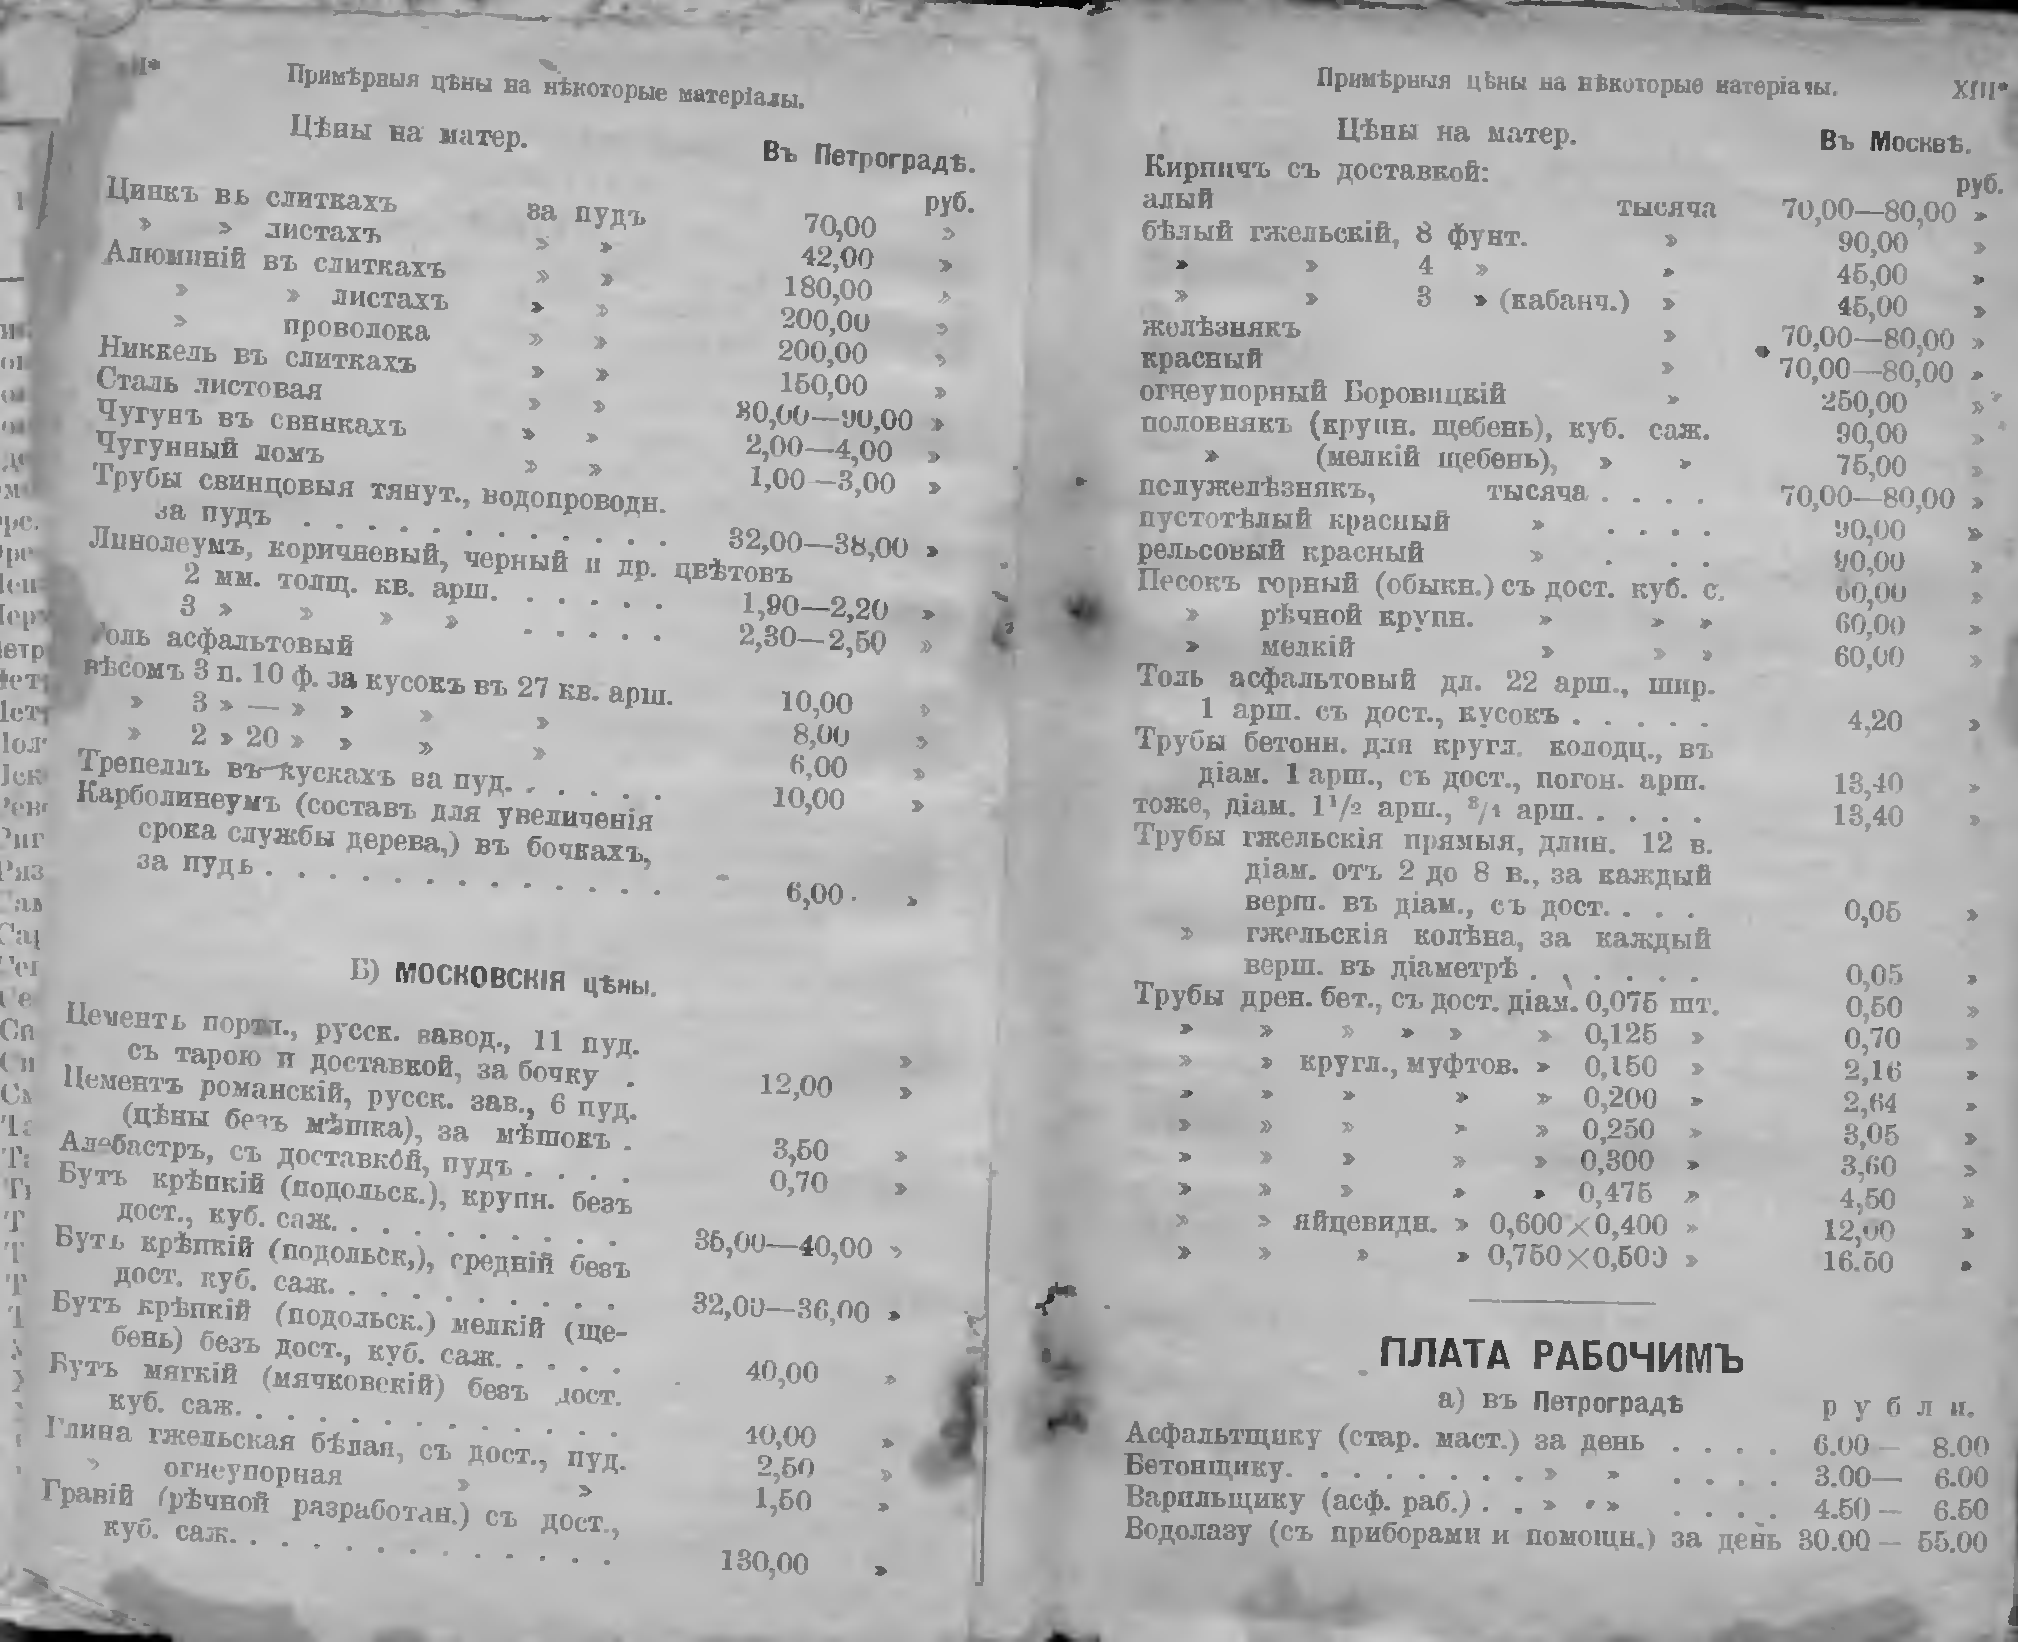 Примѣрныя цѣны на нѣкоторые матеріалы.
Цѣны на матер. Въ Петроградѣ.
руб.
Цинкъ вь слиткахъ за пудъ 70,00 »
» » листахъ » » 42,00 »
Алюминій въ слиткахъ » » 180,00 »
» » листахъ » » 200,00 »
» проволока » » 200,00 »
Никкель въ слиткахъ » » 150,00 »
Сталь листовая » » 80,00—90,00 »
Чугунъ въ свинкахъ » » 2,00—4,00 »
Чугунный ломъ » » 1,00—3,00 »
Трубы свинцовыя тянут., водопроводн.
за пудъ . . . . . . . . . . . . 32,00—38,00 »
Линолеумъ, коричневый, черный и др. цвѣтовъ
2 мм. толщ. кв. арш. . . . . . . 1,90—2,20 »
3 » » » » . . . . . 2,30—2,50 »
Толь асфальтовый
вѣсомъ 3 п. 10 ф. за кусокъ въ 27 кв. арш. 10,00 »
» 3 » — » » » » 8,00 »
» 2 » 20 » » » » 6,00 »
Трепеллъ въ кускахъ за пуд. . . . . . 10,00 »
Карболинеумъ (составъ для увеличенія
срока службы дерева,) въ бочкахъ,
за пудь . . . . . . . . . . . . . 6,00 »
Б) МОСКОВСКІЯ цѣны.
Цементь портл., русск. завод., 11 пуд.
съ тарою и доставкой, за бочку . 12,00 »
Цементъ романскій, русск. зав., 6 пуд. »
(цѣны безъ мѣшка), за мѣшокъ . 3,50 »
Алебастръ, съ доставкой, пудъ . . . . 0,70 »
Бутъ крѣпкій (подольск.), крупн. безъ
дост., куб. саж. . . . . . . . . . 35,00—40,00 »
Буть крѣпкій (подольск,), средній безъ
дост. куб. саж. . . . . . . . . . 32,00—36,00 »
Бутъ крѣпкій (подольск.) мелкій (ще-
бень) безъ дост., куб. саж. . . . . 40,00 »
Бутъ мягкій (мячковскій) безъ дост.
куб. саж. . . . . . . . . . . . . 40,00 »
Глина гжельская бѣлая, съ дост., пуд. 2,50 »
» огнеупорная » » 1,50 »
Гравій (рѣчной разработан.) съ дост.,
куб. саж. . . . . . . . . . . . . 130,00 »
Примѣрныя цѣны на нѣкоторые матеріалы. XIII*
Цѣны на матер. Въ Москвѣ.
Кирпичъ съ доставкой: руб.
алый тысяча 70,00—80,00 »
бѣлый гжельскій, 8 фунт. » 90,00 »
» » 4 » » 45,00 »
» » 3 » (кабанч.) » 45,00 »
желѣзнякъ » 70,00—80,00 »
красный » 70,00—80,00 »
огнеупорный Боровицкій » 250,00 »
половнякъ (крупн. щебень), куб. саж. 90,00 »
» (мелкій щебень), » » 75,00 »
полужелѣзнякъ, тысяча . . . . 70,00—80,00 »
пустотѣлый красный » . . . . 90,00 »
рельсовый красный » . . . 90,00 »
Песокъ горный (обыкн.) съ дост. куб. с. 60,00 »
» рѣчной крупн. » » » 60,00 »
» мелкій » » » 60,00 »
Толь асфальтовый дл. 22 арш., шир.
1 арш. съ дост., кусокъ . . . . . 4,20 »
Трубы бетонн. для кругл. колодц., въ
діам. 1 арш., съ дост., погон. арш. 13,40 »
тоже, діам. 1½ арш., ¾ арш. . . . . . 13,40 »
Трубы гжельскія прямыя, длин. 12 в.
діам. отъ 2 до 8 в., за каждый
верш. въ діам., съ дост. . . . 0,05 »
» гжельскія колѣна, за каждый
верш. въ діаметрѣ . . . . . . 0,05 »
Трубы дрен. бет., съ дост. діам. 0,075 шт. 0,50 »
» » » » » » 0,125 » 0,70 »
» » кругл., муфтов. » 0,150 » 2,16 »
» » » » » 0,200 » 2,64 »
» » » » » 0,250 » 3,05 »
» » » » » 0,300 » 3,60 »
» » » » » 0,475 » 4,50 »
» » яйцевидн. » 0,600×0,400 » 12,00 »
» » » » 0,750×0,500 » 16.50 »
ПЛАТА РАБОЧИМЪ
а) въ Петроградѣ рубли.
Асфальтщику (стар. маст.) за день . . . . 6.00 — 8.00
Бетонщику. . . . . . . . » » . . . . 3.00— 6.00
Варильщику (асф. раб.) . . » » . . . . 4.50 — 6.50
Водолазу (съ приборами и помощн.) за день 30.00 — 55.00